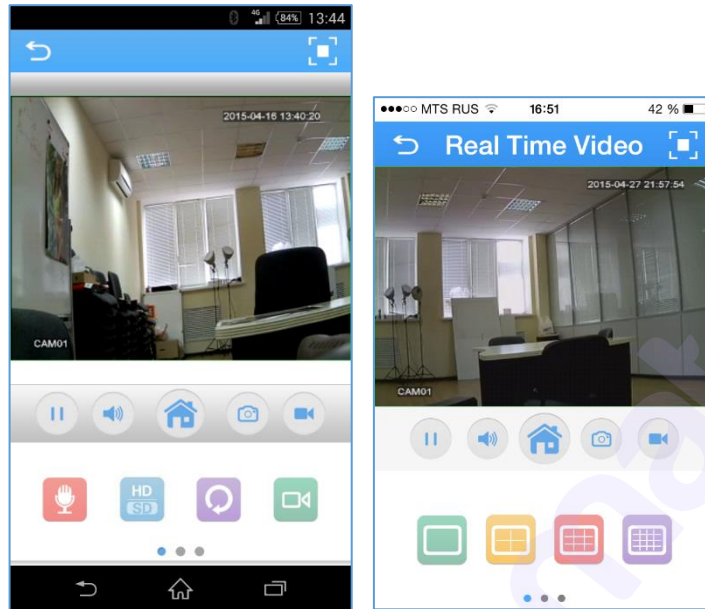 4G 84% 13:44
2015-04-16 13:40:20
CAM01
HD
SD
MTS RUS 16:51 42 %
Real Time Video
2015-04-27 21:57:54
CAM01